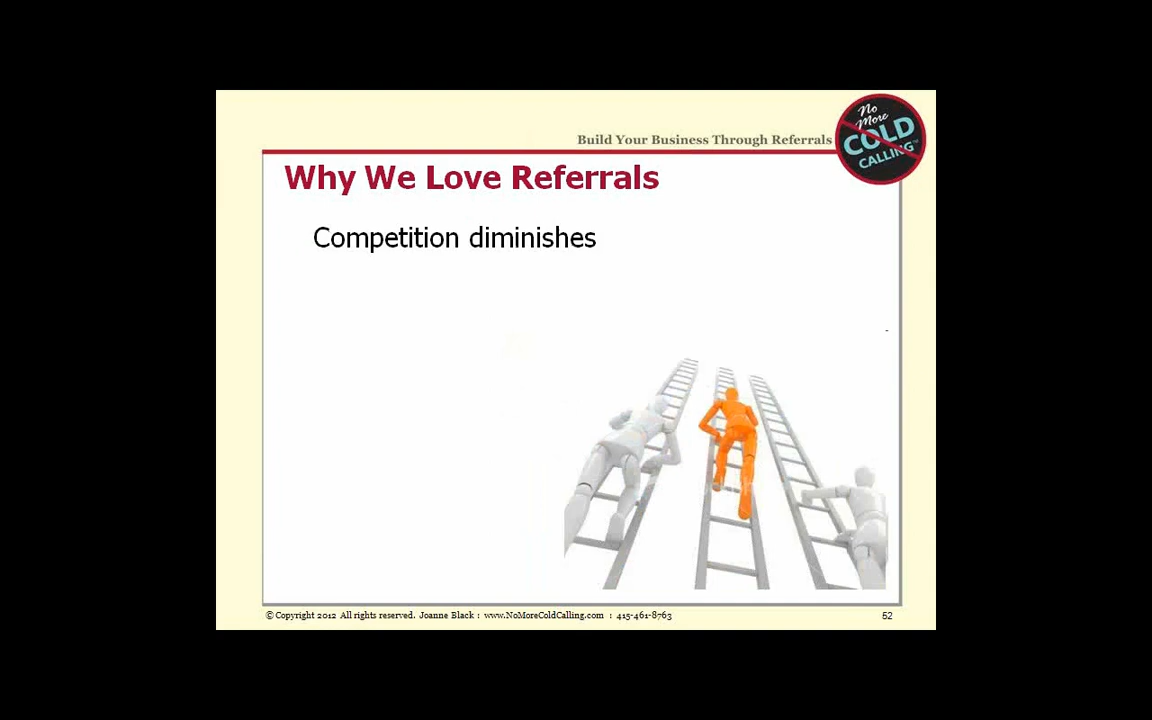 Build Your Business Through Referrals
No
More
COLD
CALLING™
Why We Love Referrals
Competition diminishes
© Copyright 2012 All rights reserved. Joanne Black : www.NoMoreColdCalling.com : 415-461-8763
52